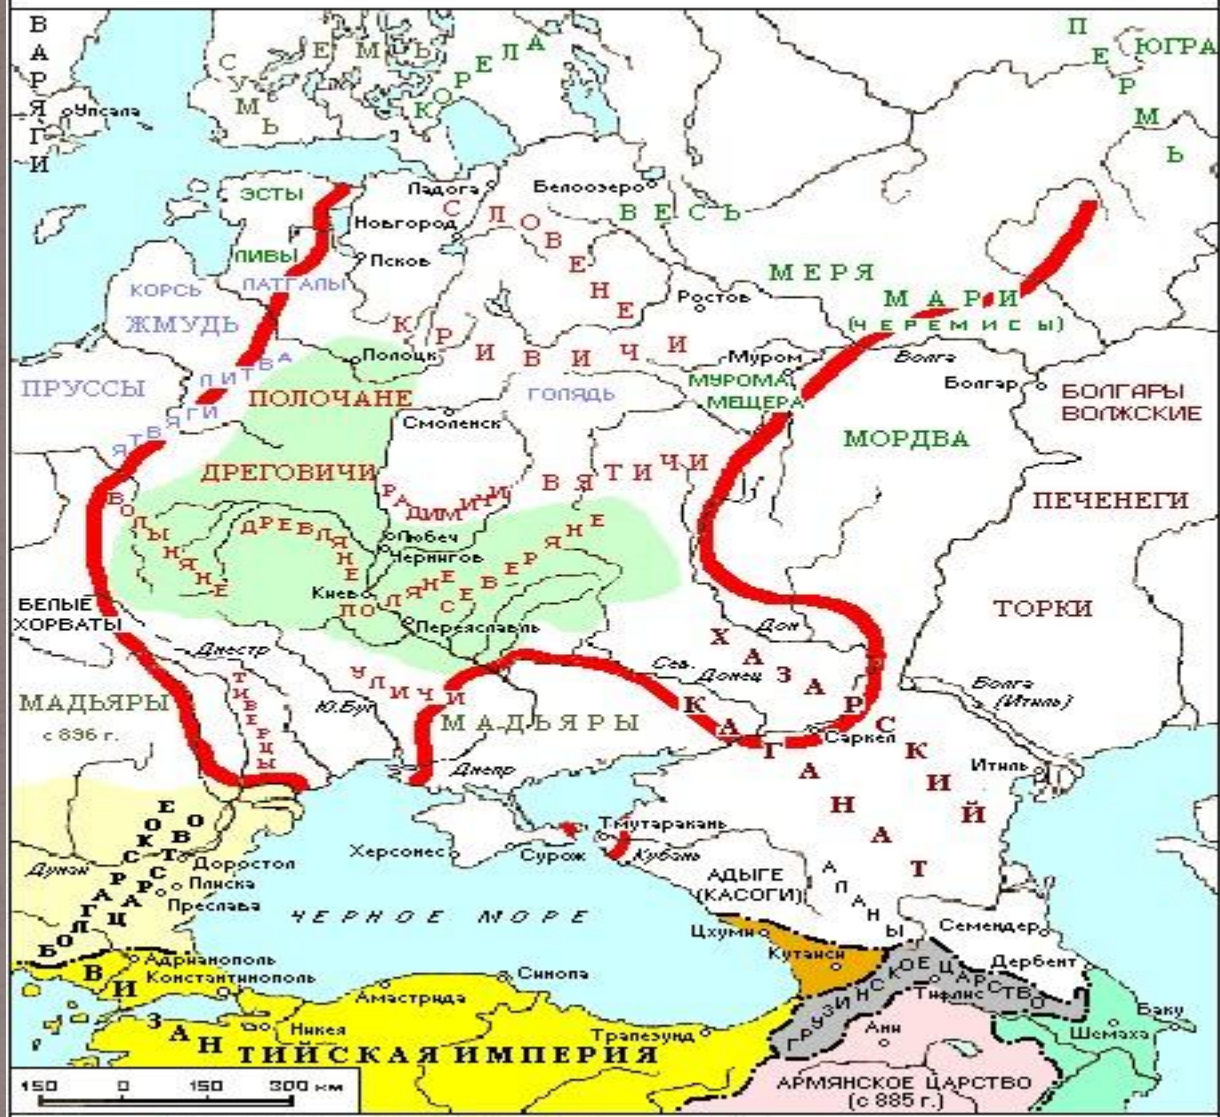 ВАРЯГИ
Упсала
СУМЬ
ЕМЬ
КОРЕЛА
ПЕРМЬ
ЮГРА
ЭСТЫ
Ладога
Белоозеро
ВЕСЬ
СЛОВЕНЕ
Новгород
ЛИВЫ
Псков
ЛАТГАЛЫ
КОРСЬ
ЖМУДЬ
МЕРЯ
МАРИ
(ЧЕРЕМИСЫ)
Ростов
КРИВИЧИ
Полоцк
Муром
Волга
Болгар
ПРУССЫ
ЛИТВА
ПОЛОЧАНЕ
ГОЛЯДЬ
МУРОМА
МЕЩЕРА
БОЛГАРЫ
ВОЛЖСКИЕ
ЯТВЯГИ
Смоленск
МОРДВА
ДРЕГОВИЧИ
ВЯТИЧИ
РАДИМИЧИ
ПЕЧЕНЕГИ
ВОЛЫНЯНЕ
ДРЕВЛЯНЕ
Любеч
Чернигов
СЕВЕРЯНЕ
Киев
ПОЛЯНЕ
БЕЛЫЕ
ХОРВАТЫ
ТОРКИ
Переяславль
Дон
Днестр
ХАЗАРСКИЙ
КАГАНАТ
Сев.
Донец
УЛИЧИ
ТИВЕРЦЫ
Ю.Буг
МАДЬЯРЫ
с 896 г.
МАДЬЯРЫ
Волга
(Итиль)
Саркел
Днепр
Итиль
Тмутаракань
Херсонес
Сурож
Кубань
Дунай
Доростол
Плиска
Преслава
БОЛГАРСКОЕ
ЦАРСТВО
АДЫГЕ
(КАСОГИ)
АЛАНЫ
ЧЕРНОЕ МОРЕ
Цхуми
Семендер
Кутаиси
Дербент
Адрианополь
Константинополь
Синопа
Амастрида
ГРУЗИНСКОЕ ЦАРСТВО
Тифлис
Баку
Никея
Трапезунд
Ани
Шемаха
ВИЗАНТИЙСКАЯ ИМПЕРИЯ
АРМЯНСКОЕ ЦАРСТВО
(с 885 г.)
150 0 150 300 км